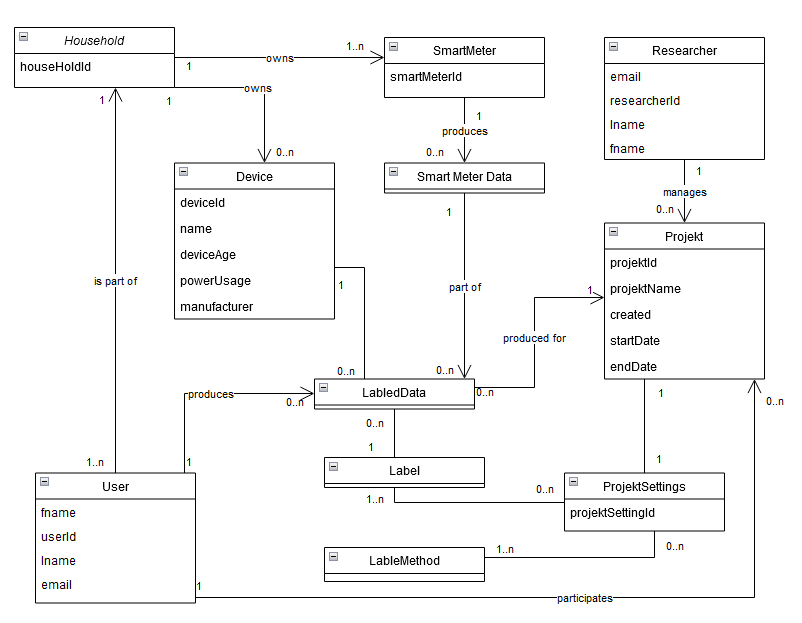 Household
houseHoldId
1
owns
1..n
SmartMeter
smartMeterId
Researcher
email
researcherId
lname
fname
1
1
owns
0..n
1
produces
0..n
1
manages
0..n
Device
deviceId
name
deviceAge
powerUsage
manufacturer
Smart Meter Data
1
part of
0..n
Projekt
projektId
projektName
created
startDate
endDate
is part of
1
0..n
1
produced for
0..n
LabledData
produces
0..n
0..n
1
Label
1..n
0..n
1
1
0..n
ProjektSettings
projektSettingId
0..n
1..n
LableMethod
1..n
1
User
fname
userId
lname
email
1
participates